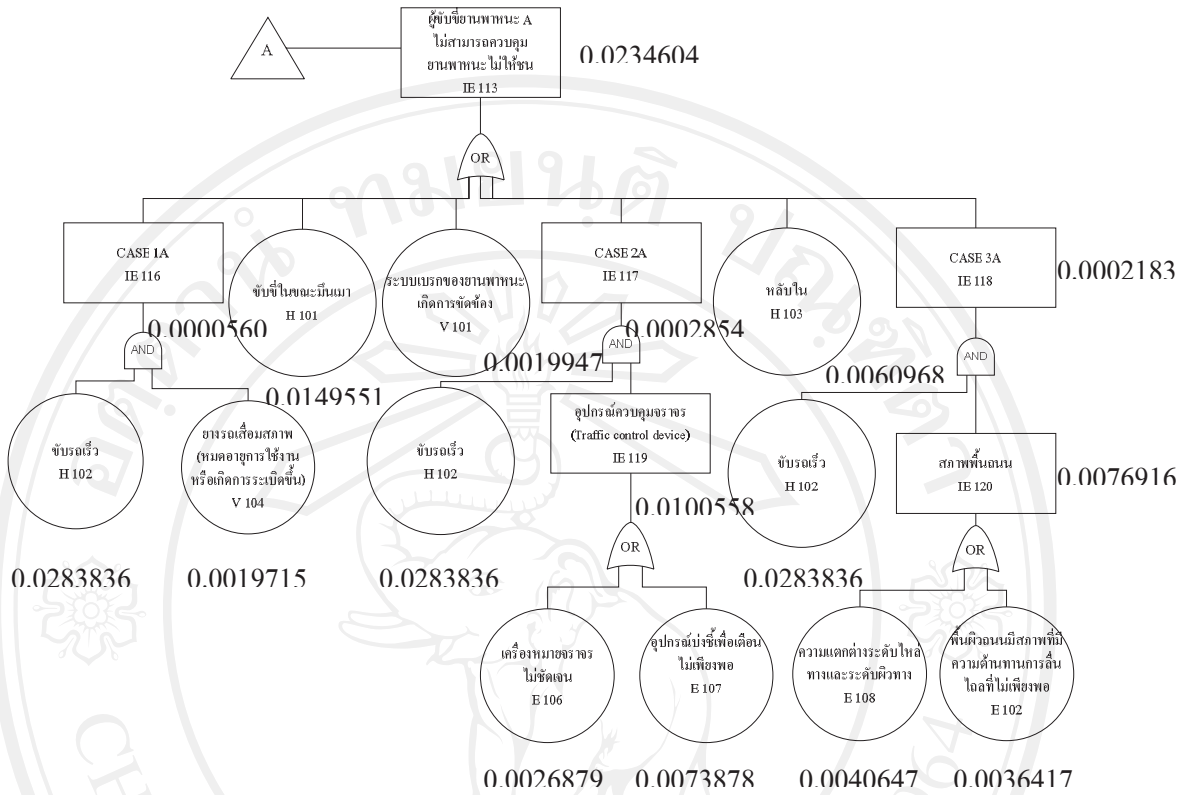 A
ผู้ขับขี่ยานพาหนะ A
ไม่สามารถควบคุม
ยานพาหนะไม่ให้ชน
IE 113
0.0234604
OR
CASE 1A
IE 116
0.0000560
ขับขี่ในขณะมึนเมา
H 101
0.0149551
ระบบเบรกของยานพาหนะ
เกิดการขัดข้อง
V 101
0.0019947
CASE 2A
IE 117
0.0002854
หลับใน
H 103
0.0060968
CASE 3A
IE 118
0.0002183
AND
AND
AND
ขับรถเร็ว
H 102
0.0283836
ยางรถเสื่อมสภาพ
(หมดอายุการใช้งาน
หรือเกิดการระเบิดขึ้น)
V 104
0.0019715
ขับรถเร็ว
H 102
0.0283836
อุปกรณ์ควบคุมจราจร
(Traffic control device)
IE 119
0.0100558
ขับรถเร็ว
H 102
0.0283836
สภาพพื้นถนน
IE 120
0.0076916
OR
OR
เครื่องหมายจราจร
ไม่ชัดเจน
E 106
0.0026879
อุปกรณ์บ่งชี้เพื่อเตือน
ไม่เพียงพอ
E 107
0.0073878
ความแตกต่างระดับไหล่
ทางและระดับผิวทาง
E 108
0.0040647
พื้นผิวถนนมีสภาพที่มี
ความต้านทานการลื่น
ไถลที่ไม่เพียงพอ
E 102
0.0036417